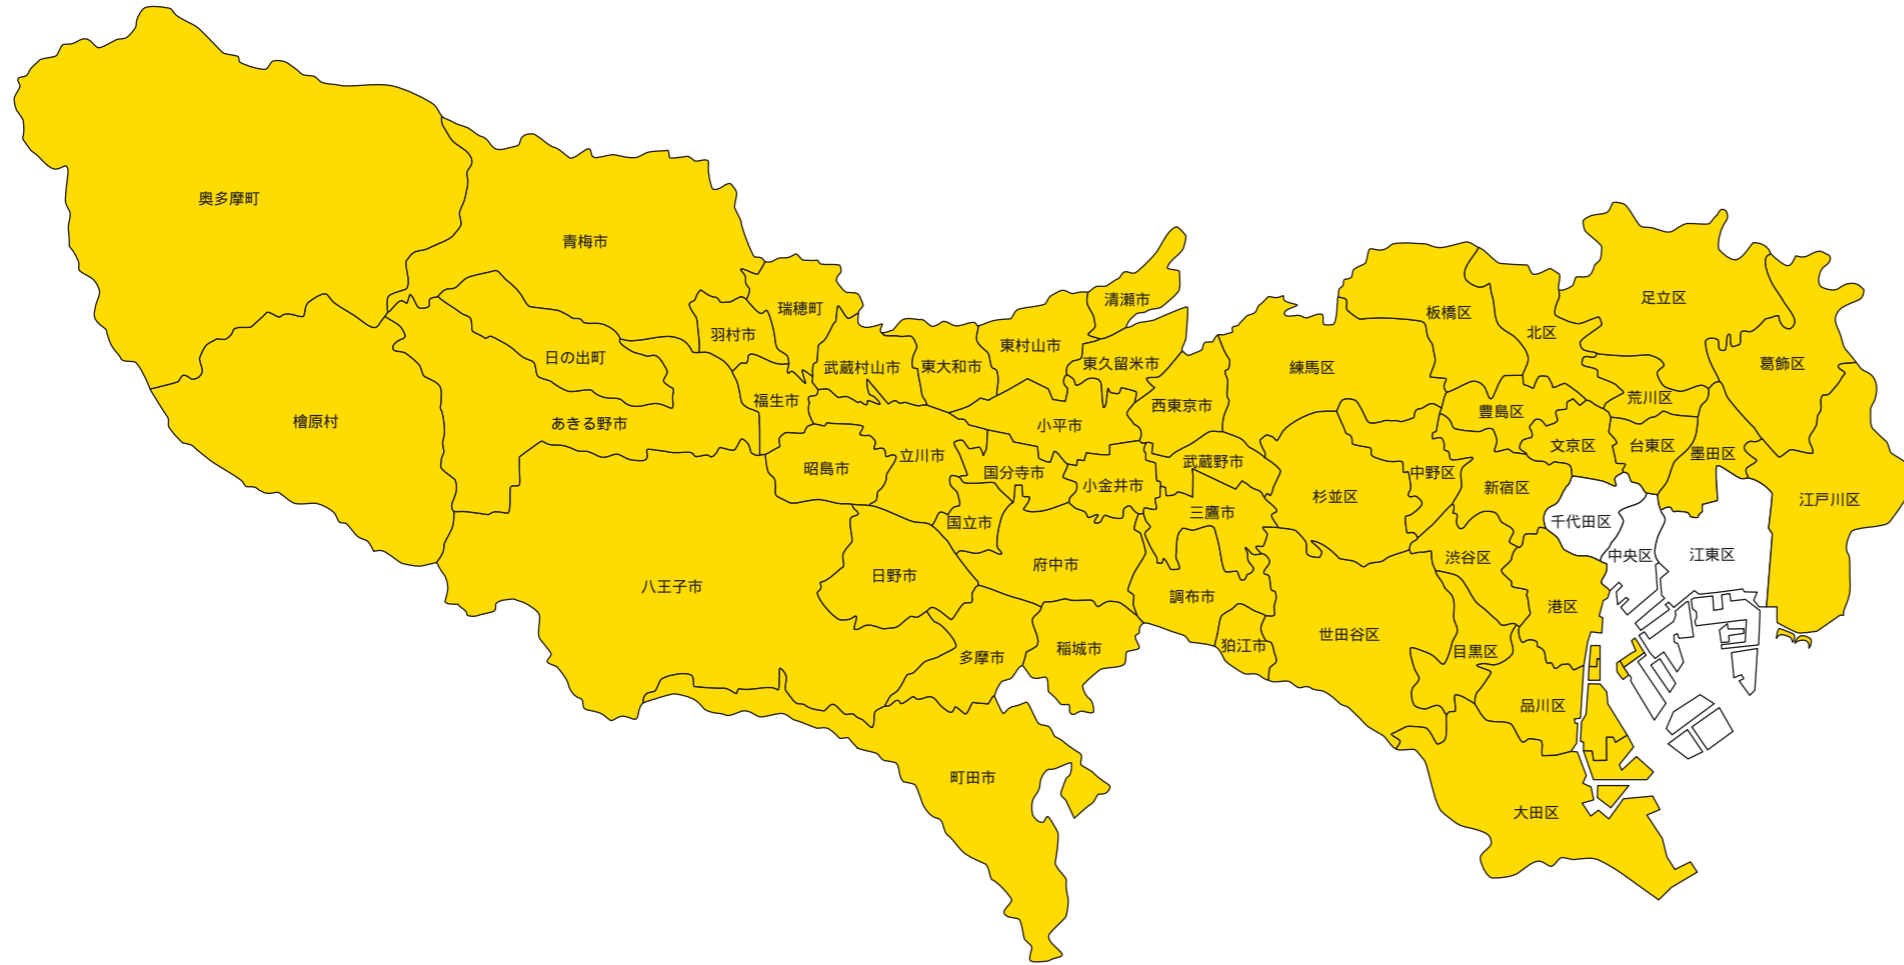 奥多摩町
青梅市
瑞穂町
清瀬市
足立区
羽村市
東村山市
板橋区
北区
日の出町
武蔵村山市
東大和市
東久留米市
練馬区
葛飾区
檜原村
あきる野市
福生市
小平市
西東京市
豊島区
荒川区
昭島市
立川市
国分寺市
武蔵野市
中野区
文京区
台東区
墨田区
小金井市
杉並区
新宿区
江戸川区
国立市
三鷹市
千代田区
八王子市
日野市
府中市
渋谷区
中央区
江東区
調布市
港区
多摩市
稲城市
狛江市
世田谷区
目黒区
町田市
品川区
大田区